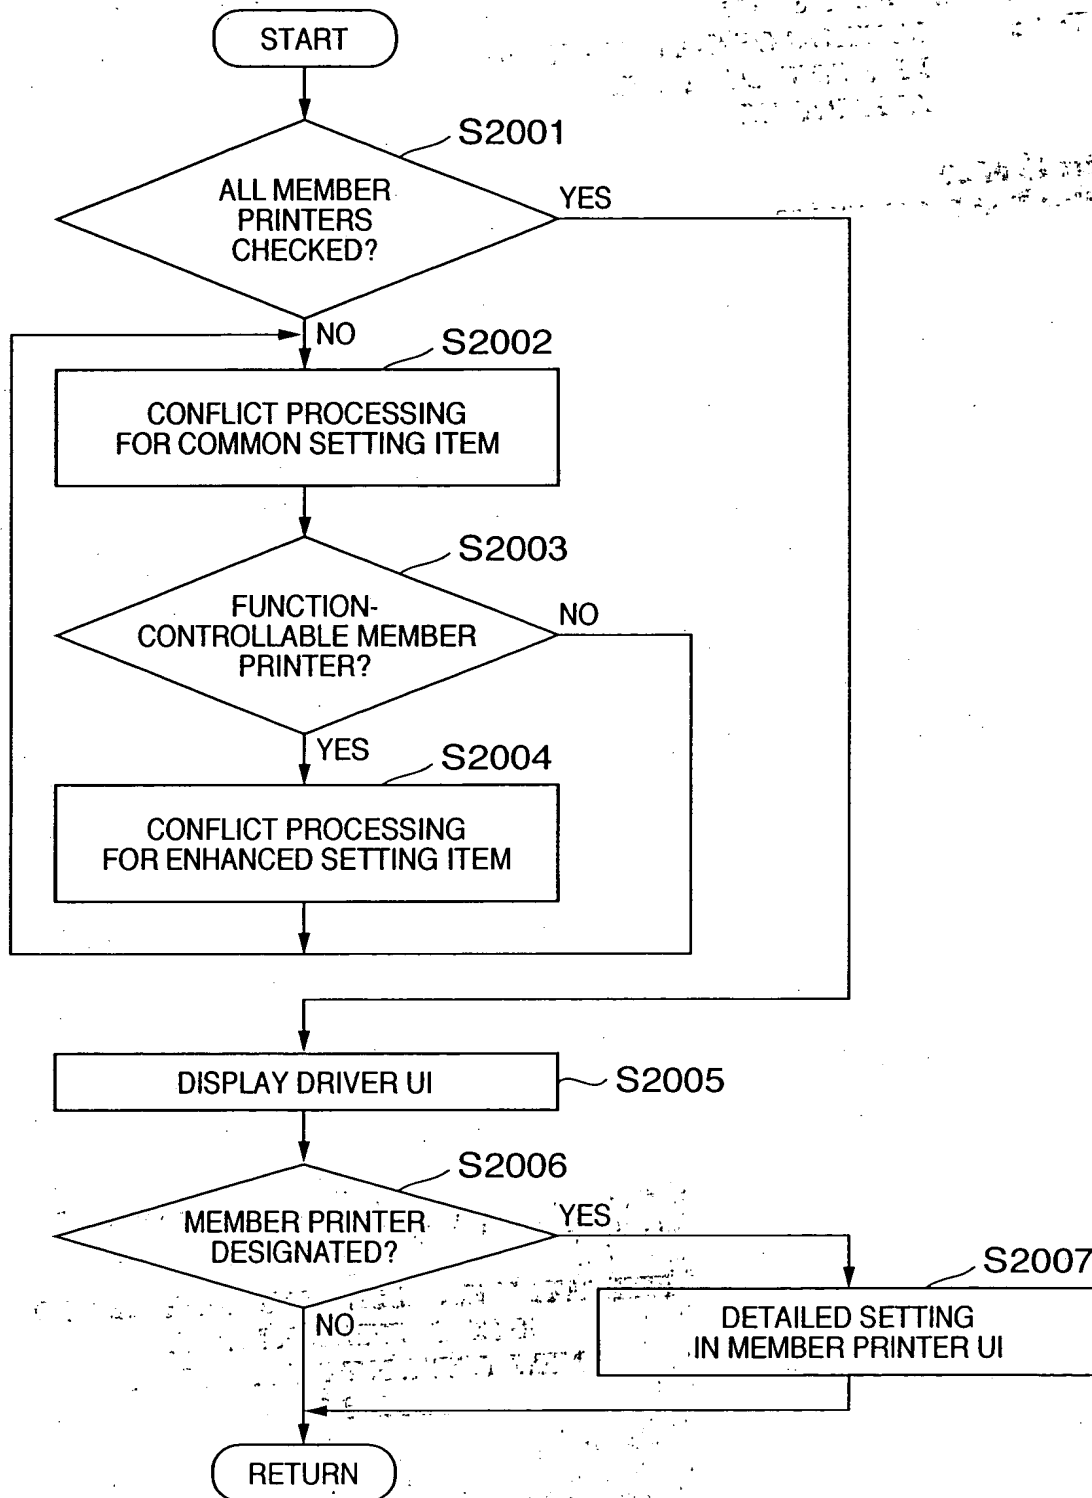 START
S2001
ALL MEMBER
PRINTERS
CHECKED?
YES
NO
S2002
CONFLICT PROCESSING
FOR COMMON SETTING ITEM
S2003
FUNCTION-
CONTROLLABLE MEMBER
PRINTER?
NO
YES
S2004
CONFLICT PROCESSING
FOR ENHANCED SETTING ITEM
DISPLAY DRIVER UI
S2005
S2006
MEMBER PRINTER
DESIGNATED?
YES
S2007
NO
DETAILED SETTING
IN MEMBER PRINTER UI
RETURN